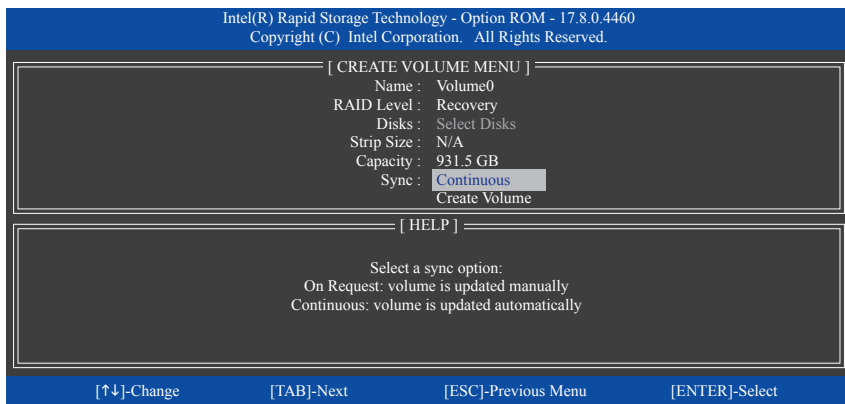 Intel(R) Rapid Storage Technology - Option ROM - 17.8.0.4460
Copyright (C) Intel Corporation. All Rights Reserved.
[ CREATE VOLUME MENU ]
Name : Volume0
RAID Level : Recovery
Disks : Select Disks
Strip Size : N/A
Capacity : 931.5 GB
Sync : Continuous
Create Volume
[ HELP ]
Select a sync option:
On Request: volume is updated manually
Continuous: volume is updated automatically
[↑↓]-Change [TAB]-Next [ESC]-Previous Menu [ENTER]-Select